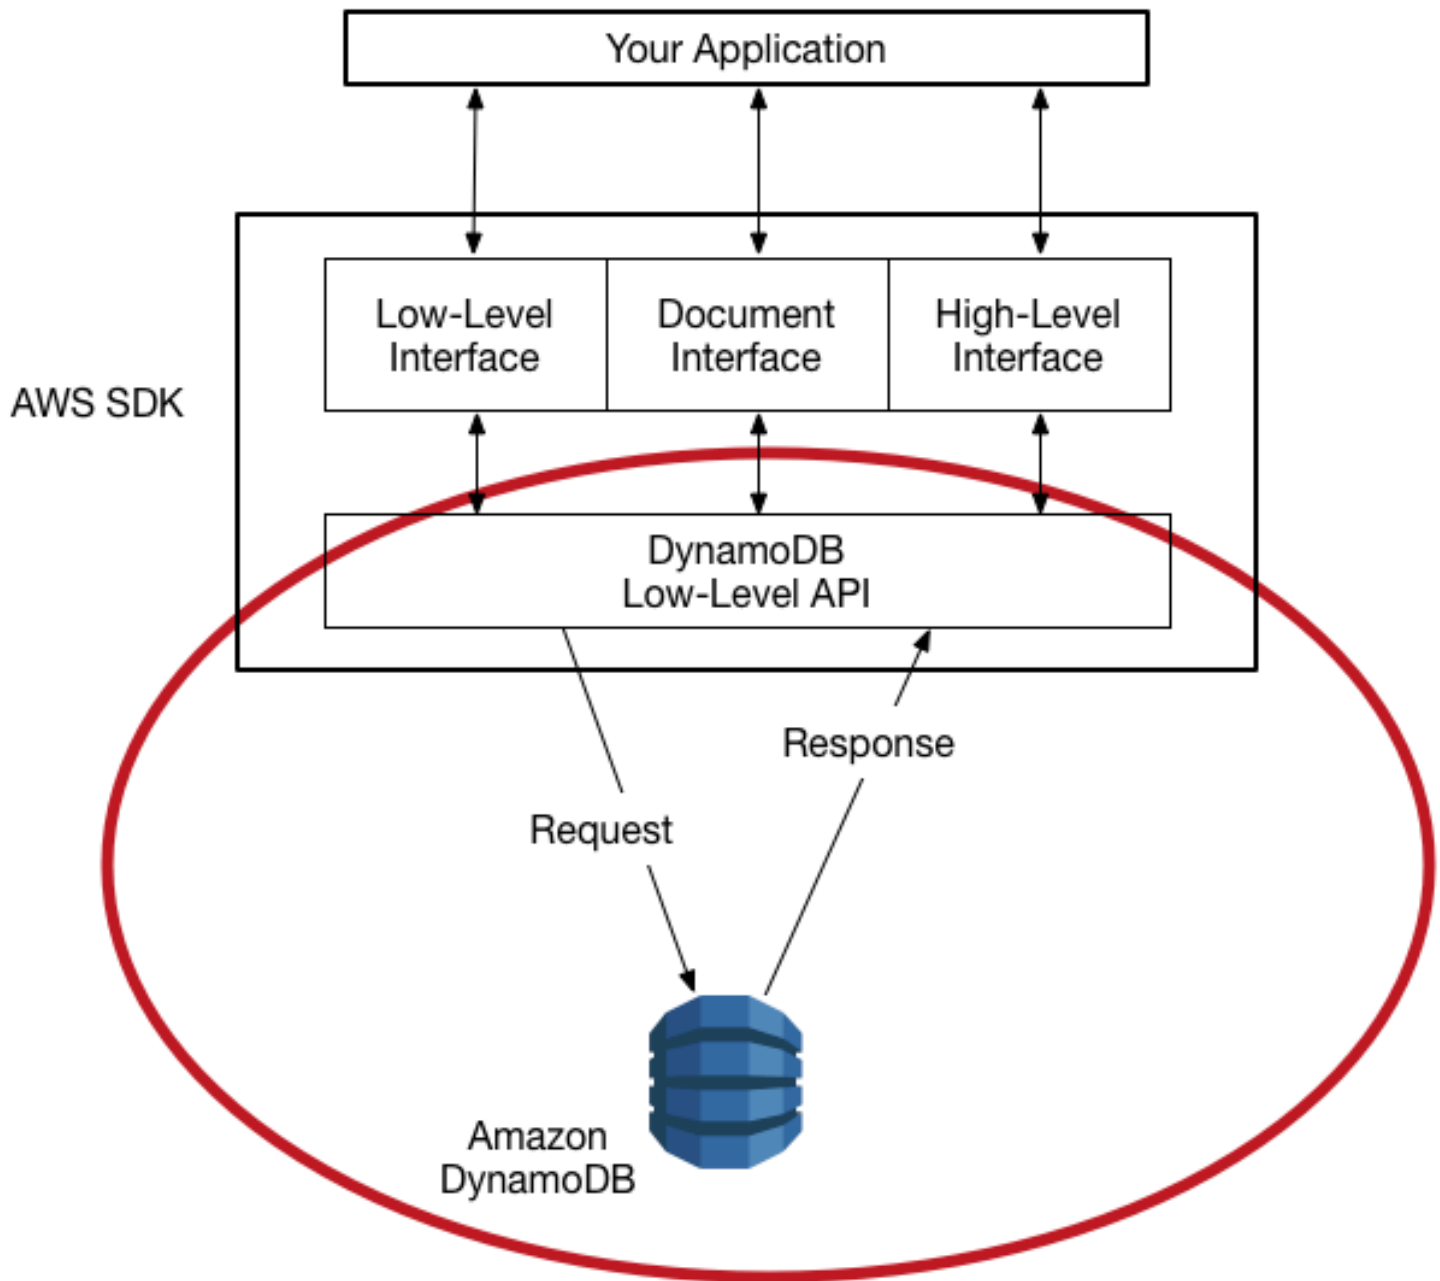 Your Application
Low-Level
Interface
Document
Interface
High-Level
Interface
AWS SDK
DynamoDB
Low-Level API
Response
Request
Amazon
DynamoDB